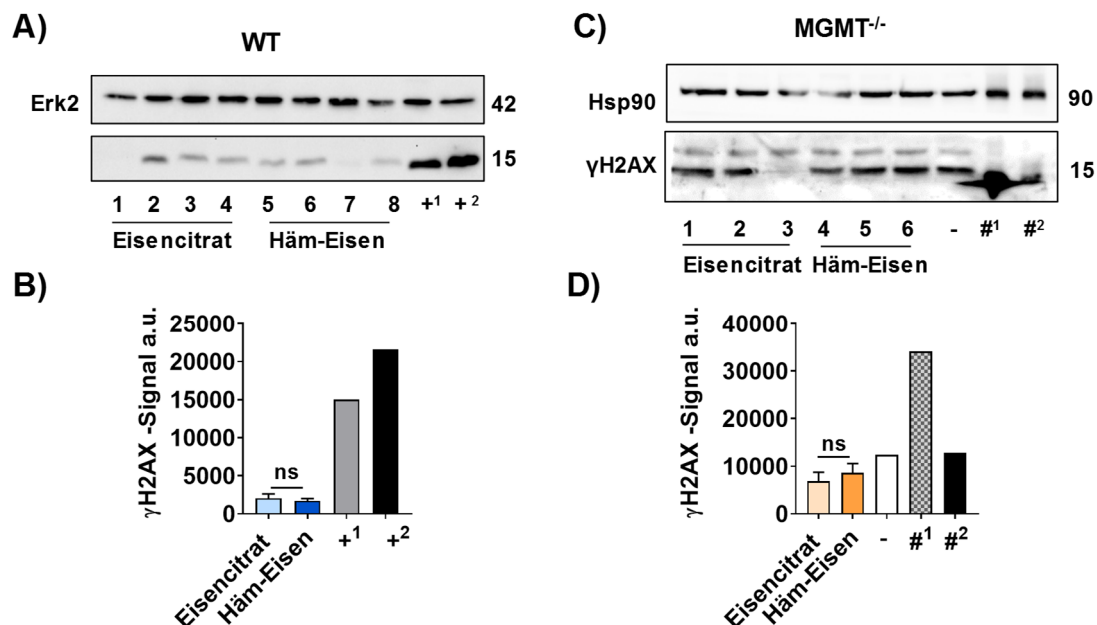 A)
WT
Erk2
42
15
1 2 3 4 5 6 7 8 +¹ +²
Eisencitrat Häm-Eisen
B)
γH2AX -Signal a.u.
25000
20000
15000
10000
5000
0
ns
Eisencitrat
Häm-Eisen
+¹
+²
C)
MGMT⁻/⁻
Hsp90
90
γH2AX
15
1 2 3 4 5 6 - #¹ #²
Eisencitrat Häm-Eisen
D)
γH2AX -Signal a.u.
40000
30000
20000
10000
0
ns
Eisencitrat
Häm-Eisen
-
#¹
#²